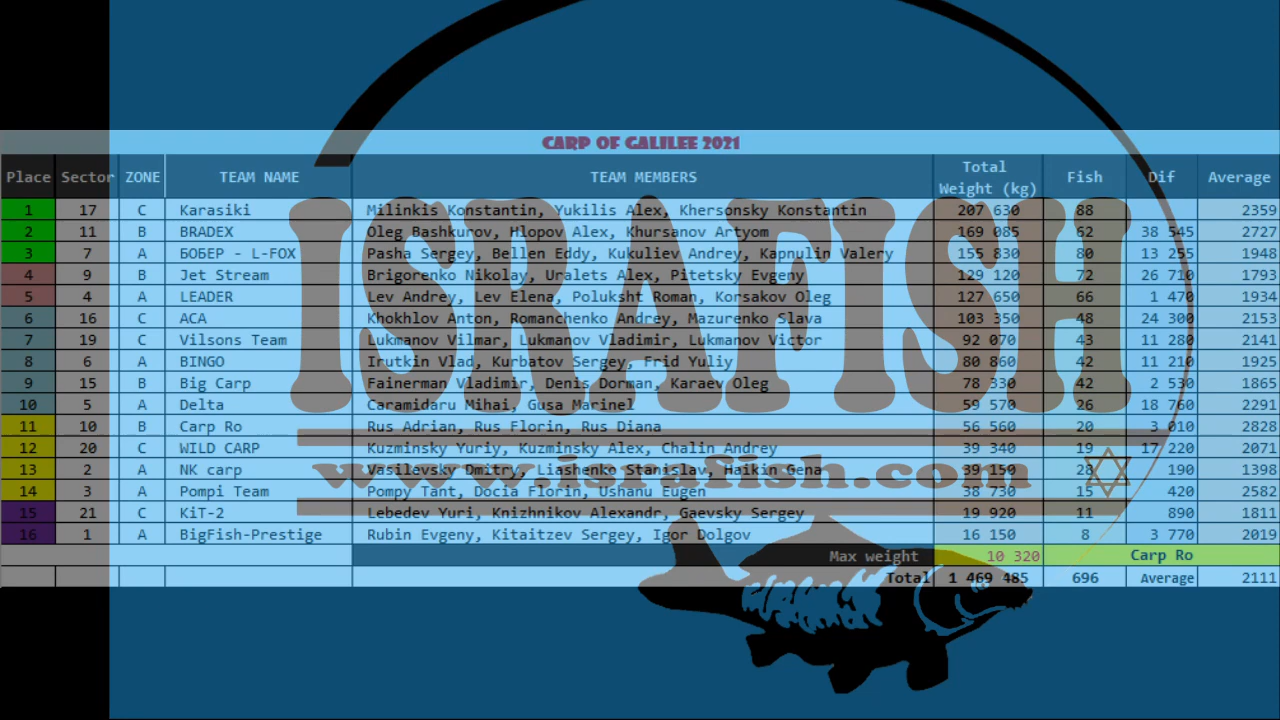 CARP OF GALILEE 2021
Place Sector ZONE TEAM NAME TEAM MEMBERS Total Weight (kg) Fish Dif Average
1 17 C Karasiki Milinkis Konstantin, Yukilis Alex, Khersonsky Konstantin 207 630 88 2359
2 11 B BRADEX Oleg Bashkurov, Hlopov Alex, Khursanov Artyom 169 085 62 38 545 2727
3 7 A БОБЕР - L-FOX Pasha Sergey, Bellen Eddy, Kukuliev Andrey, Kapnulin Valery 155 830 80 13 255 1948
4 9 B Jet Stream Brigorenko Nikolay, Uralets Alex, Pitetsky Evgeny 129 120 72 26 710 1793
5 4 A LEADER Lev Andrey, Lev Elena, Poluksht Roman, Korsakov Oleg 127 650 66 1 470 1934
6 16 C ACA Khokhlov Anton, Romanchenko Andrey, Mazurenko Slava 103 350 48 24 300 2153
7 19 C Vilsons Team Lukmanov Vilmar, Lukmanov Vladimir, Lukmanov Victor 92 070 43 11 280 2141
8 6 A BINGO Irutkin Vlad, Kurbatov Sergey, Frid Yuliy 80 860 42 11 210 1925
9 15 B Big Carp Fainerman Vladimir, Denis Dorman, Karaev Oleg 78 330 42 2 530 1865
10 5 A Delta Caramidaru Mihai, Gusa Marinel 59 570 26 18 760 2291
11 10 B Carp Ro Rus Adrian, Rus Florin, Rus Diana 56 560 20 3 010 2828
12 20 C WILD CARP Kuzminsky Yuriy, Kuzminsky Alex, Chalin Andrey 39 340 19 17 220 2071
13 2 A NK carp Vasilevsky Dmitry, Liashenko Stanislav, Haikin Gena 39 150 28 190 1398
14 3 A Pompi Team Pompy Tant, Docia Florin, Ushanu Eugen 38 730 15 420 2582
15 21 C KiT-2 Lebedev Yuri, Knizhnikov Alexandr, Gaevsky Sergey 19 920 11 890 1811
16 1 A BigFish-Prestige Rubin Evgeny, Kitaitzev Sergey, Igor Dolgov 16 150 8 3 770 2019
Max weight 10 320 Carp Ro
Total 1 469 485 696 Average 2111
ISRAFISH
www.israfish.com